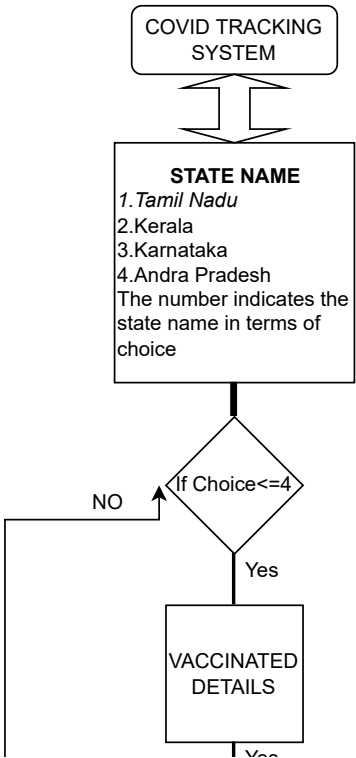 COVID TRACKING
SYSTEM
STATE NAME
1.Tamil Nadu
2.Kerala
3.Karnataka
4.Andra Pradesh
The number indicates the
state name in terms of
choice
If Choice<=4
NO
Yes
VACCINATED
DETAILS
Yes